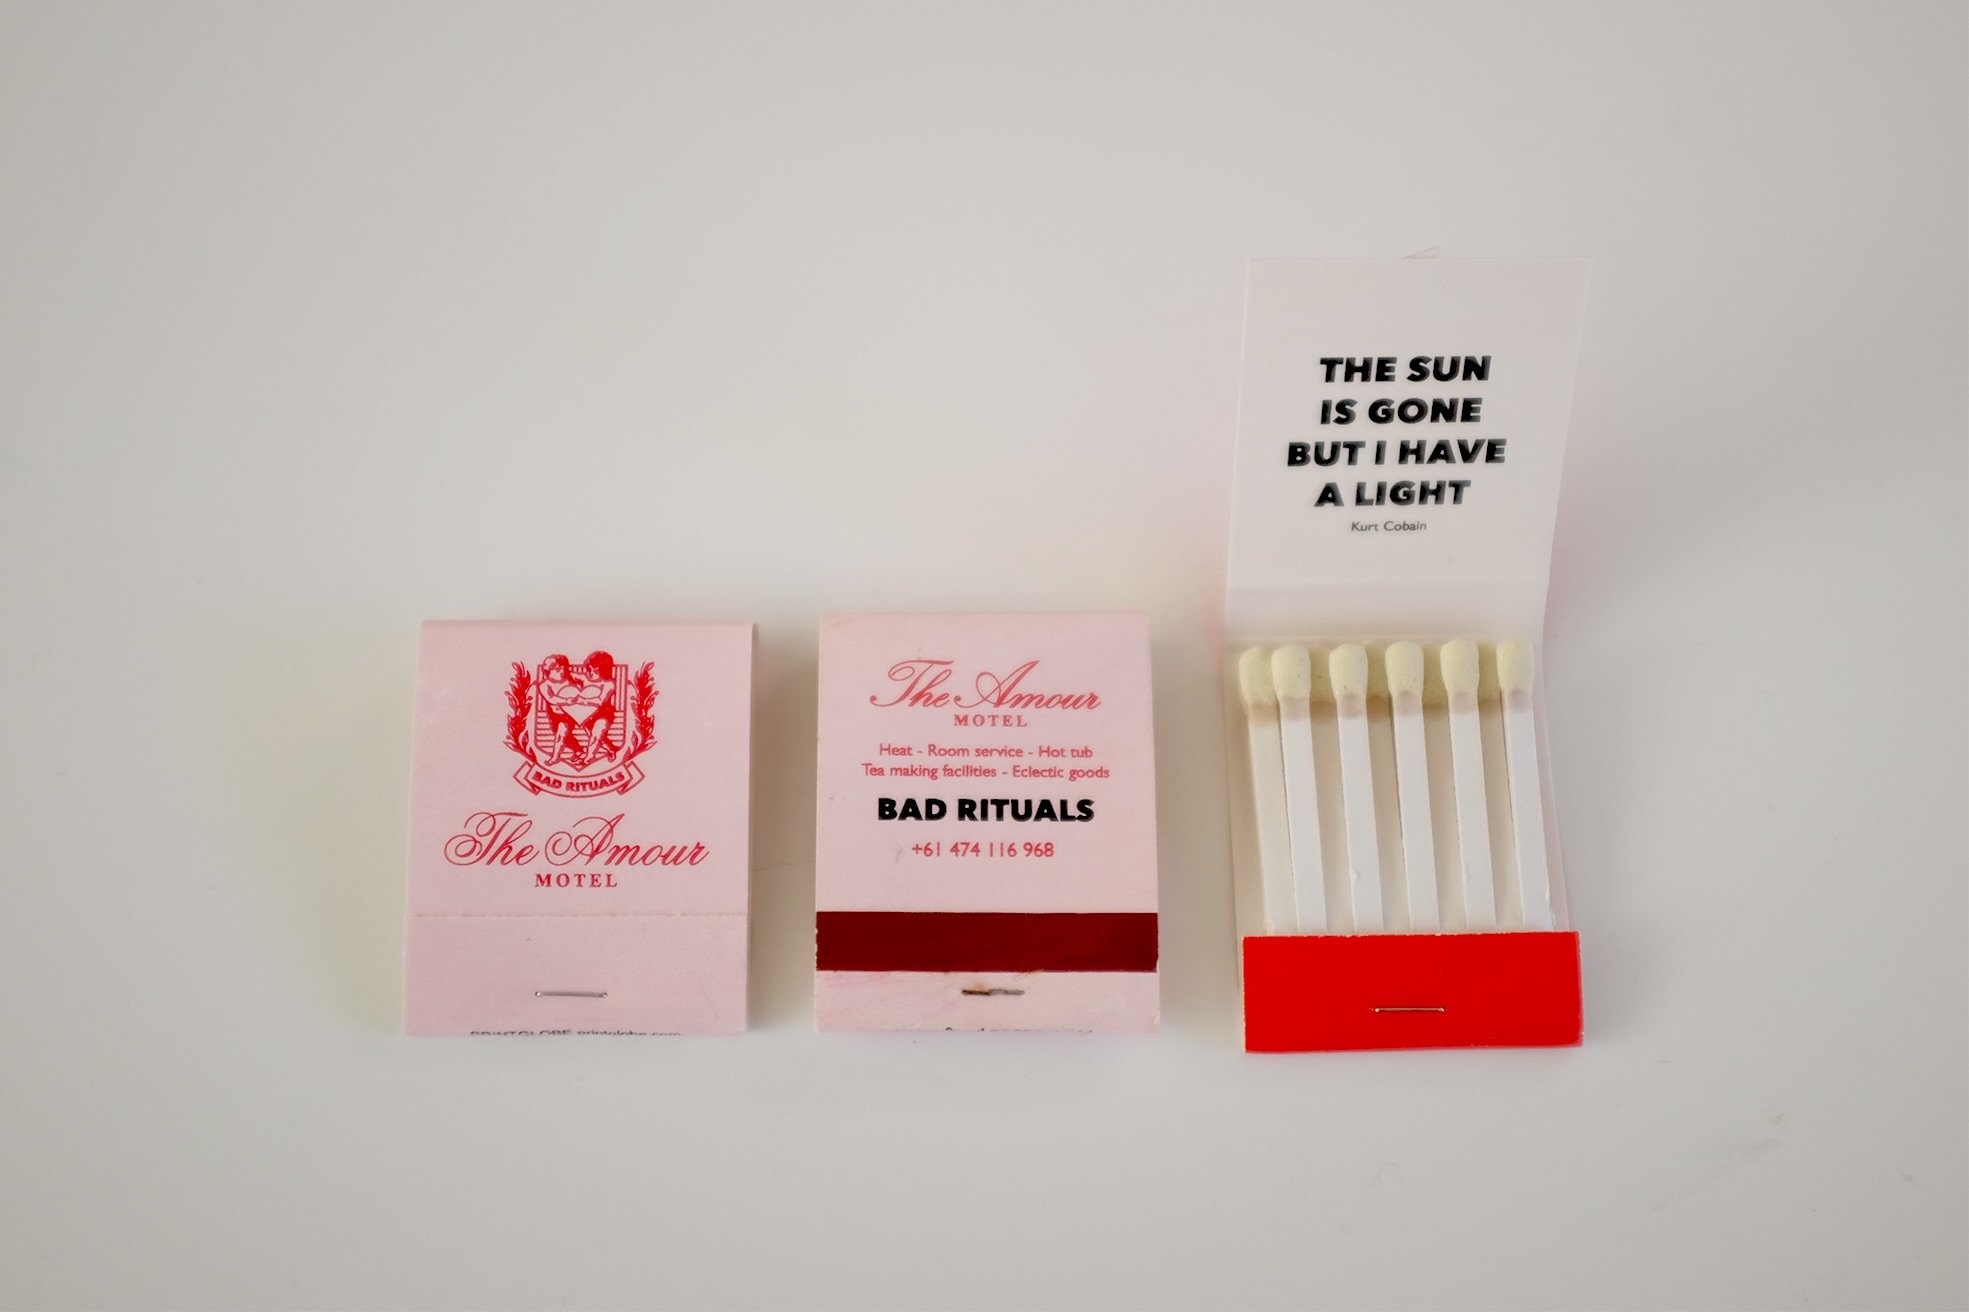 BAD RITUALS
The Amour
MOTEL
The Amour
MOTEL
Heat - Room service - Hot tub
Tea making facilities - Eclectic goods
BAD RITUALS
+61 474 116 968
THE SUN
IS GONE
BUT I HAVE
A LIGHT
Kurt Cobain